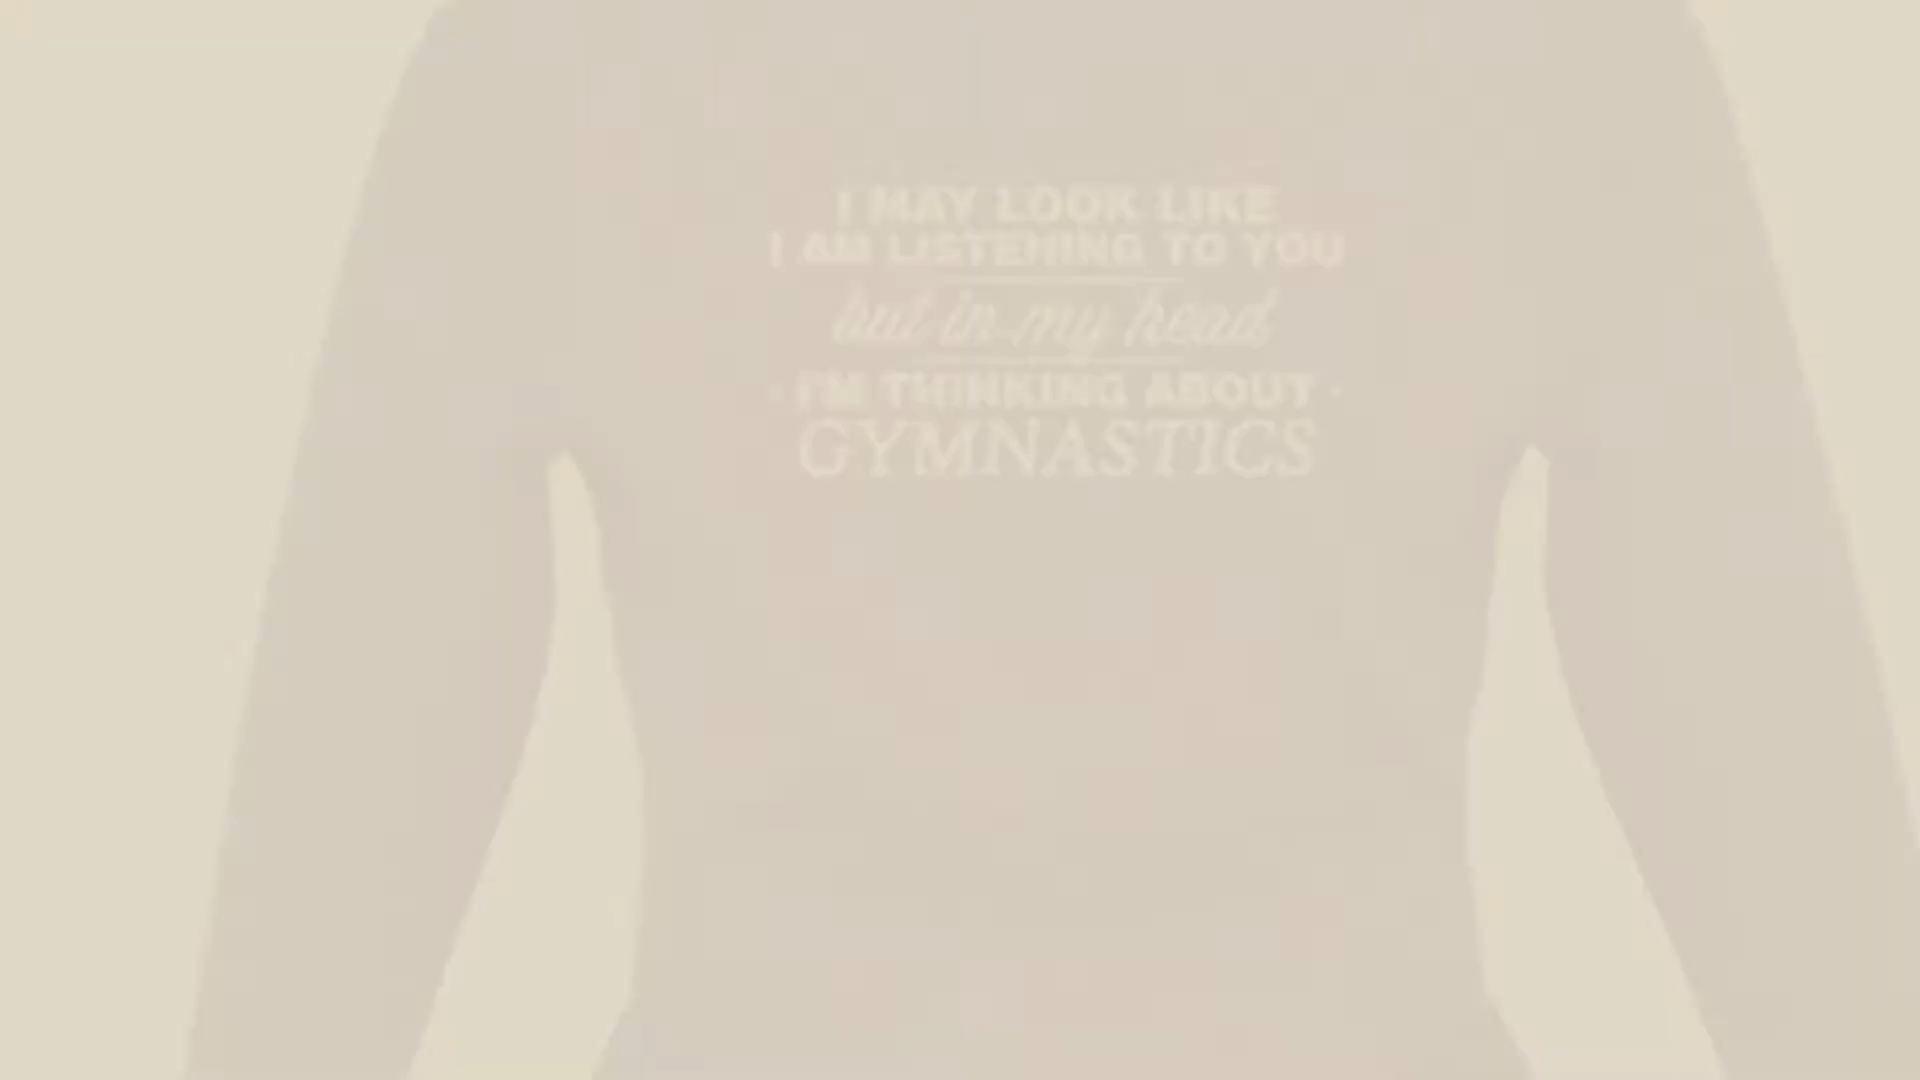 I MAY LOOK LIKE
I AM LISTENING TO YOU
but in my head
· I'M THINKING ABOUT ·
GYMNASTICS